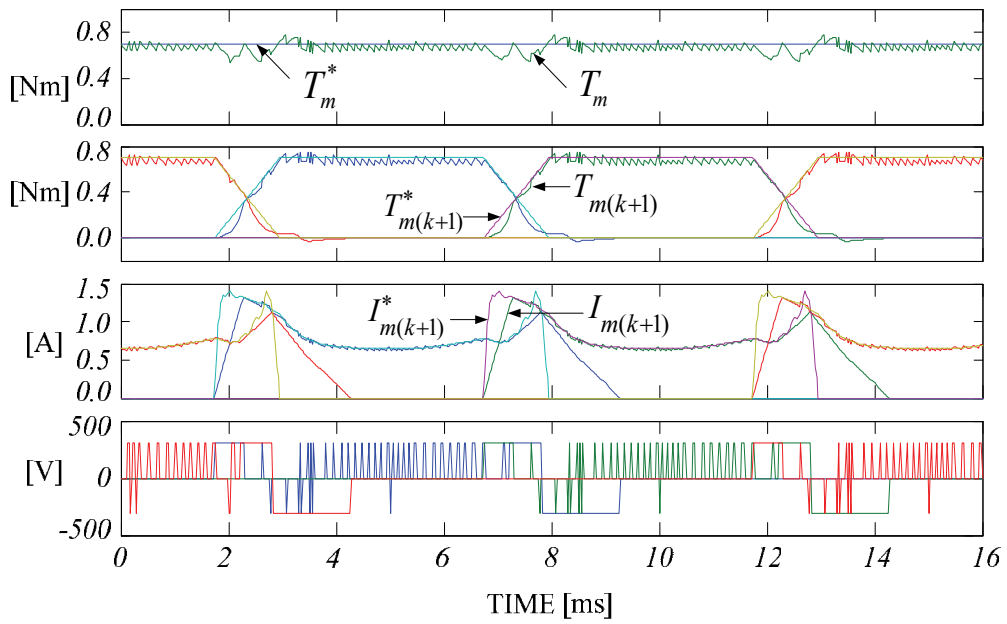 0.8
0.4
[Nm]
0.0
T*m
Tm
0.8
[Nm]
0.4
0.0
T*m(k+1)
Tm(k+1)
1.5
1.0
[A]
0.5
0.0
I*m(k+1)
Im(k+1)
500
[V]
0
-500
0 2 4 6 8 10 12 14 16
TIME [ms]